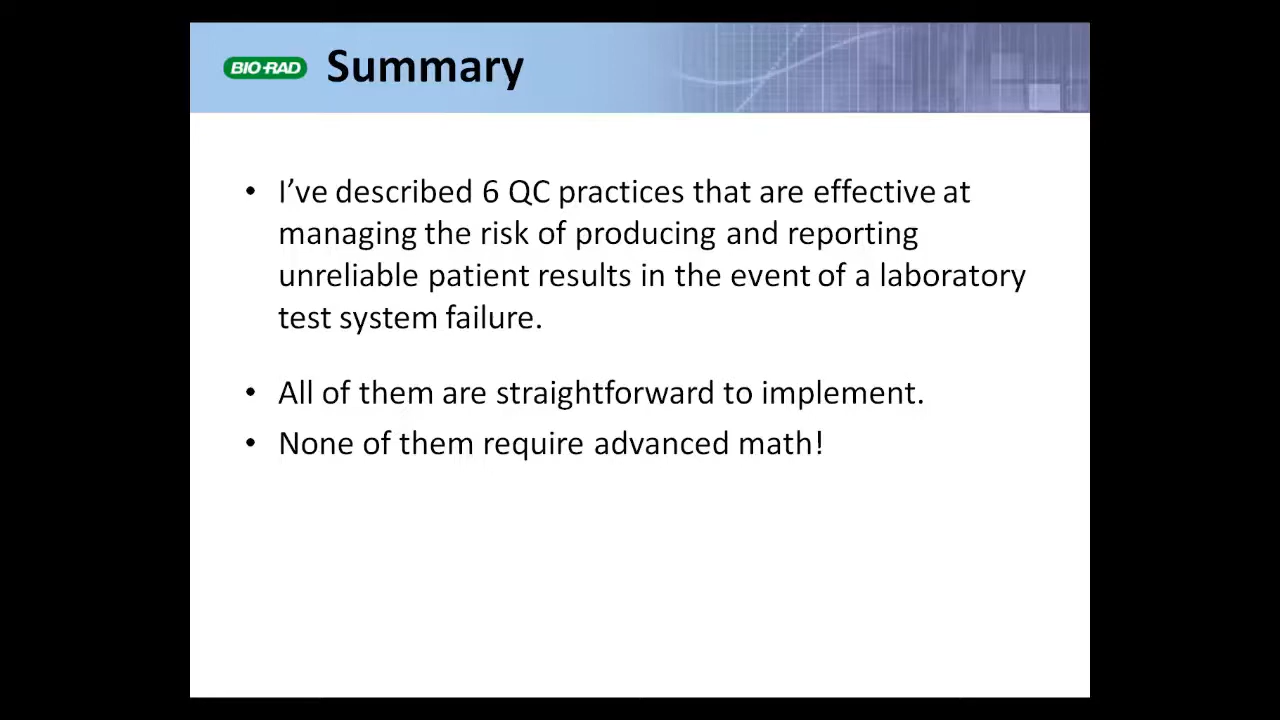 BIO-RAD Summary
• I've described 6 QC practices that are effective at
managing the risk of producing and reporting
unreliable patient results in the event of a laboratory
test system failure.
• All of them are straightforward to implement.
• None of them require advanced math!